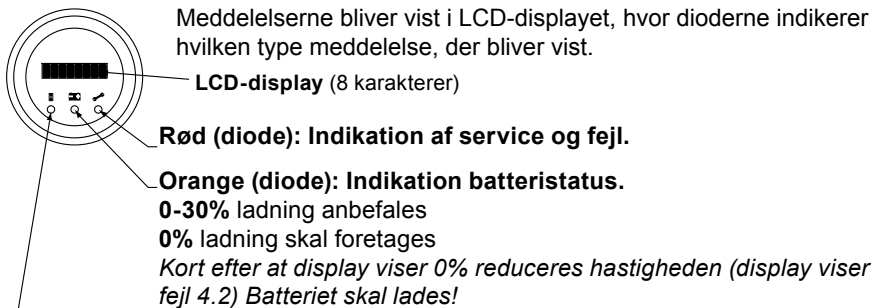 Meddelelserne bliver vist i LCD-displayet, hvor dioderne indikerer
hvilken type meddelelse, der bliver vist.
LCD-display (8 karakterer)
Rød (diode): Indikation af service og fejl.
Orange (diode): Indikation batteristatus.
0-30% ladning anbefales
0% ladning skal foretages
Kort efter at display viser 0% reduceres hastigheden (display viser
fejl 4.2) Batteriet skal lades!